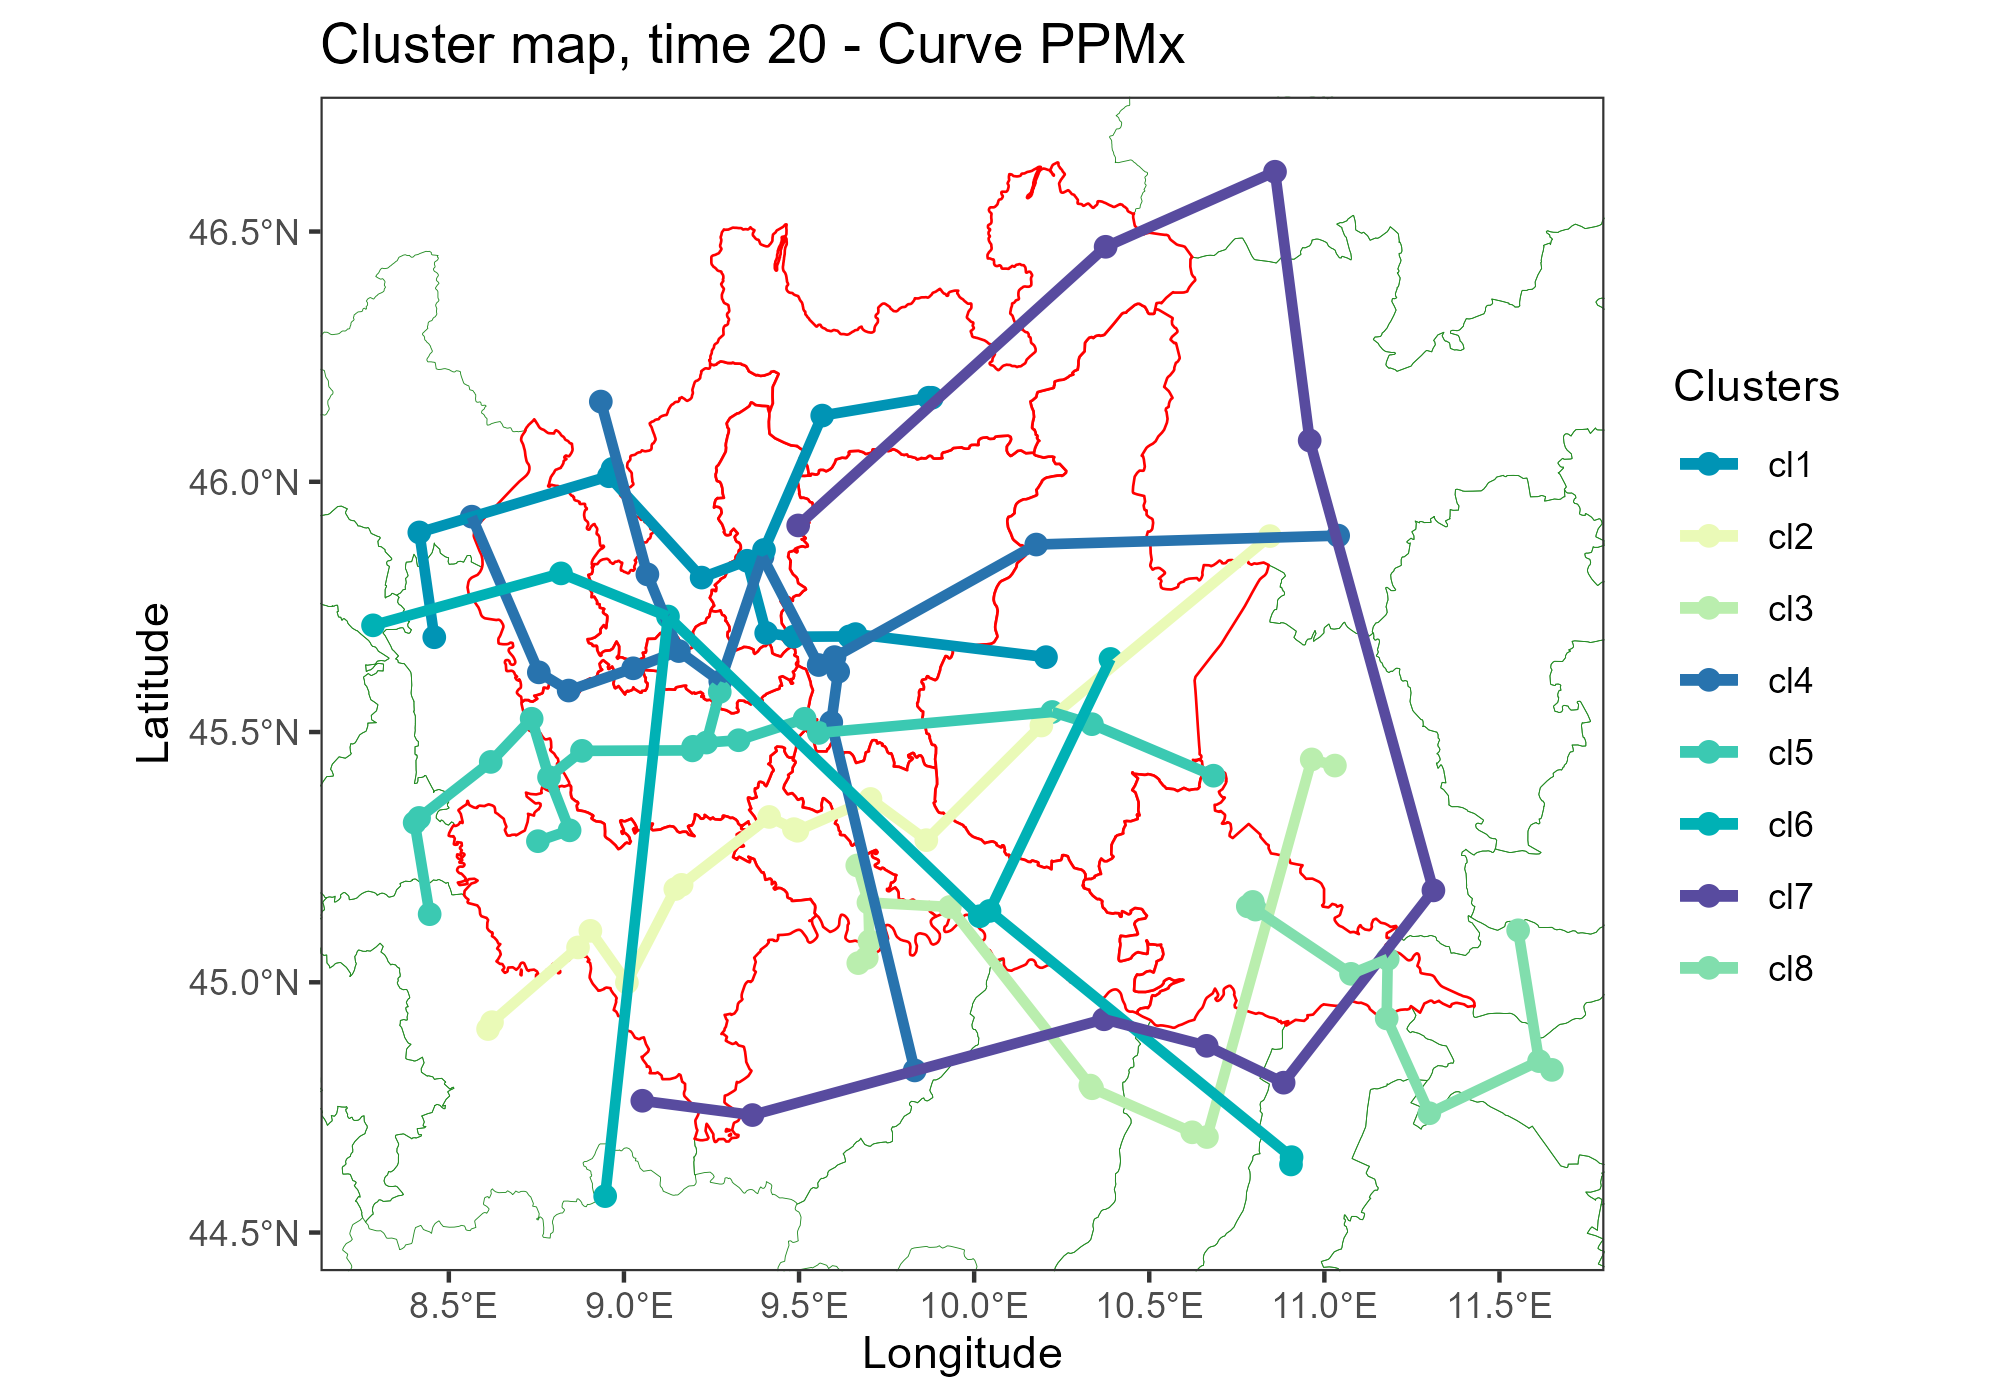 Cluster map, time 20 - Curve PPMx
46.5°N
46.0°N
45.5°N
45.0°N
44.5°N
Latitude
8.5°E
9.0°E
9.5°E
10.0°E
10.5°E
11.0°E
11.5°E
Longitude
Clusters
cl1
cl2
cl3
cl4
cl5
cl6
cl7
cl8